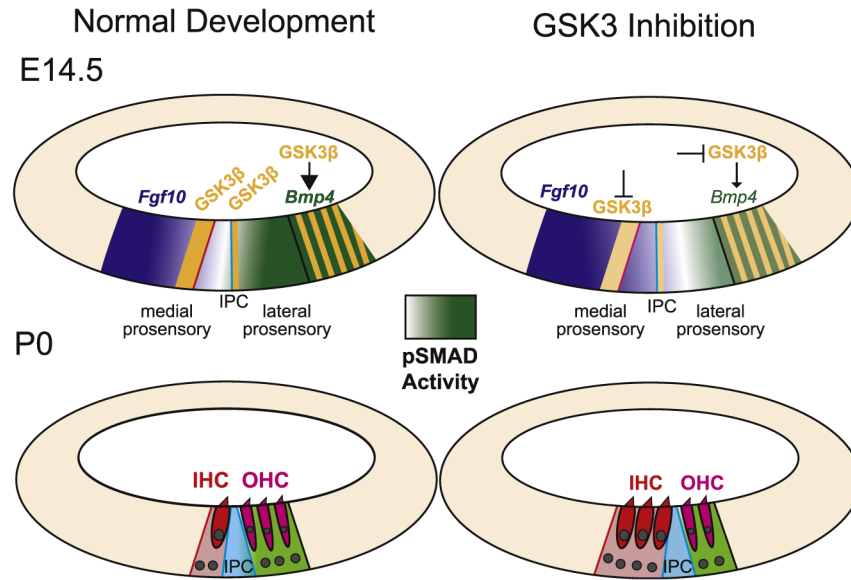 Normal Development
GSK3 Inhibition
E14.5
GSK3β
GSK3β
GSK3β
Fgf10
Bmp4
medial
prosensory
IPC
lateral
prosensory
GSK3β
Fgf10
GSK3β
Bmp4
medial
prosensory
IPC
lateral
prosensory
pSMAD
Activity
P0
IHC OHC
IPC
IHC OHC
IPC